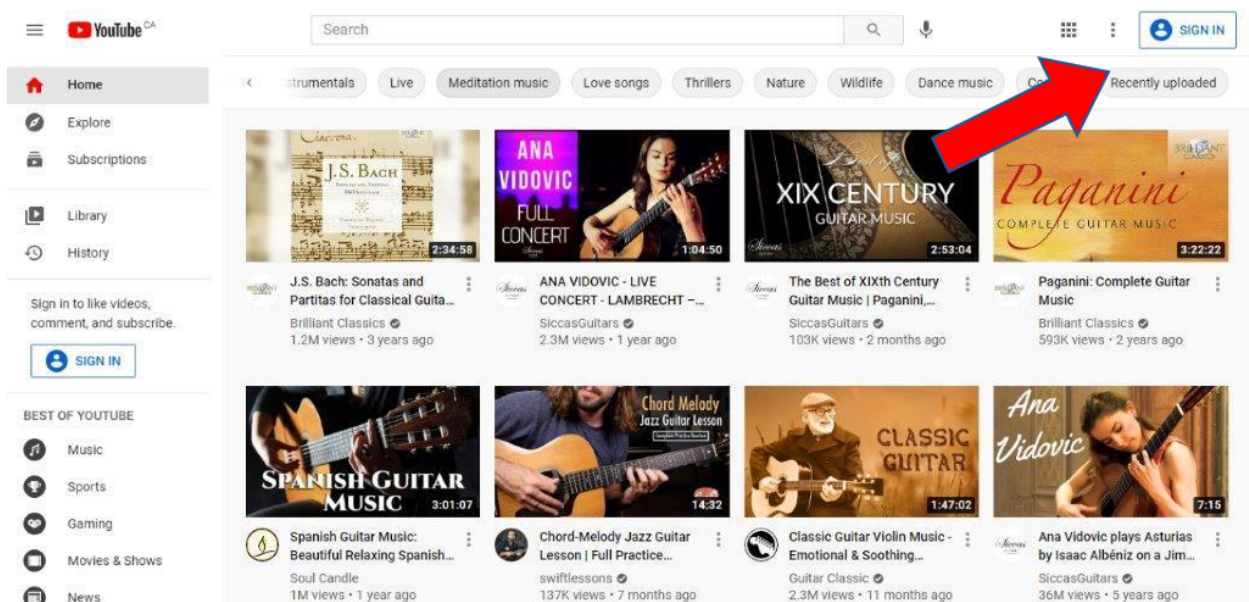 YouTube CA
Search
SIGN IN
Home
Explore
Subscriptions
Library
History
Sign in to like videos,
comment, and subscribe.
SIGN IN
BEST OF YOUTUBE
Music
Sports
Gaming
Movies & Shows
News
strumentals
Live
Meditation music
Love songs
Thrillers
Nature
Wildlife
Dance music
Recently uploaded
J.S. BACH
2:34:58
J.S. Bach: Sonatas and
Partitas for Classical Guita...
Brilliant Classics
1.2M views • 3 years ago
ANA
VIDOVIC
FULL
CONCERT
1:04:50
ANA VIDOVIC - LIVE
CONCERT - LAMBRECHT –...
SiccasGuitars
2.3M views • 1 year ago
Best of
XIX CENTURY
GUITAR MUSIC
Siccas
2:53:04
The Best of XIXth Century
Guitar Music | Paganini,...
SiccasGuitars
103K views • 2 months ago
BRILLIANT
CLASSICS
Paganini
COMPLETE GUITAR MUSIC
3:22:22
Paganini: Complete Guitar
Music
Brilliant Classics
593K views • 2 years ago
SPANISH GUITAR
MUSIC
3:01:07
Spanish Guitar Music:
Beautiful Relaxing Spanish...
Soul Candle
1M views • 1 year ago
Chord Melody
Jazz Guitar Lesson
14:32
Chord-Melody Jazz Guitar
Lesson | Full Practice...
swiftlessons
137K views • 7 months ago
CLASSIC
GUITAR
1:47:02
Classic Guitar Violin Music -
Emotional & Soothing...
Guitar Classic
2.3M views • 11 months ago
Ana
Vidovic
7:15
Ana Vidovic plays Asturias
by Isaac Albéniz on a Jim...
SiccasGuitars
36M views • 5 years ago